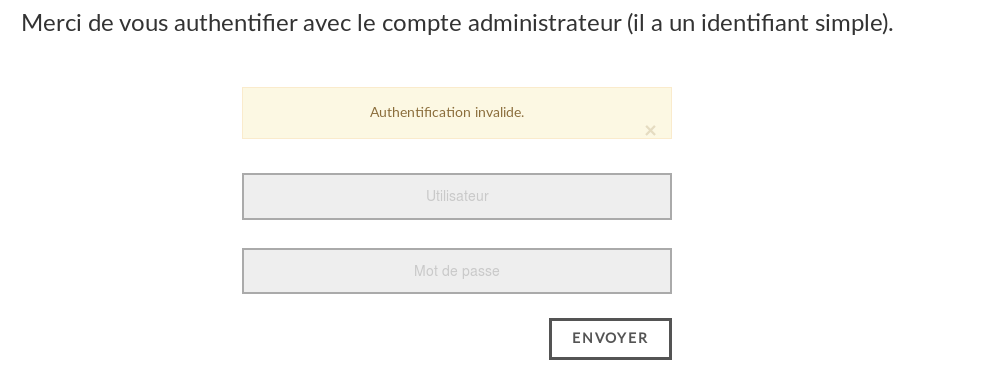 Merci de vous authentifier avec le compte administrateur (il a un identifiant simple).
Authentification invalide.
×
Utilisateur
Mot de passe
ENVOYER